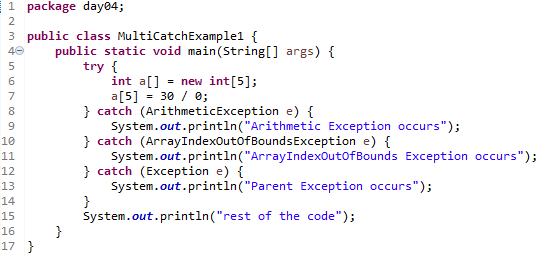 1 package day04;
2
3 public class MultiCatchExample1 {
4 public static void main(String[] args) {
5 try {
6 int a[] = new int[5];
7 a[5] = 30 / 0;
8 } catch (ArithmeticException e) {
9 System.out.println("Arithmetic Exception occurs");
10 } catch (ArrayIndexOutOfBoundsException e) {
11 System.out.println("ArrayIndexOutOfBounds Exception occurs");
12 } catch (Exception e) {
13 System.out.println("Parent Exception occurs");
14 }
15 System.out.println("rest of the code");
16 }
17 }